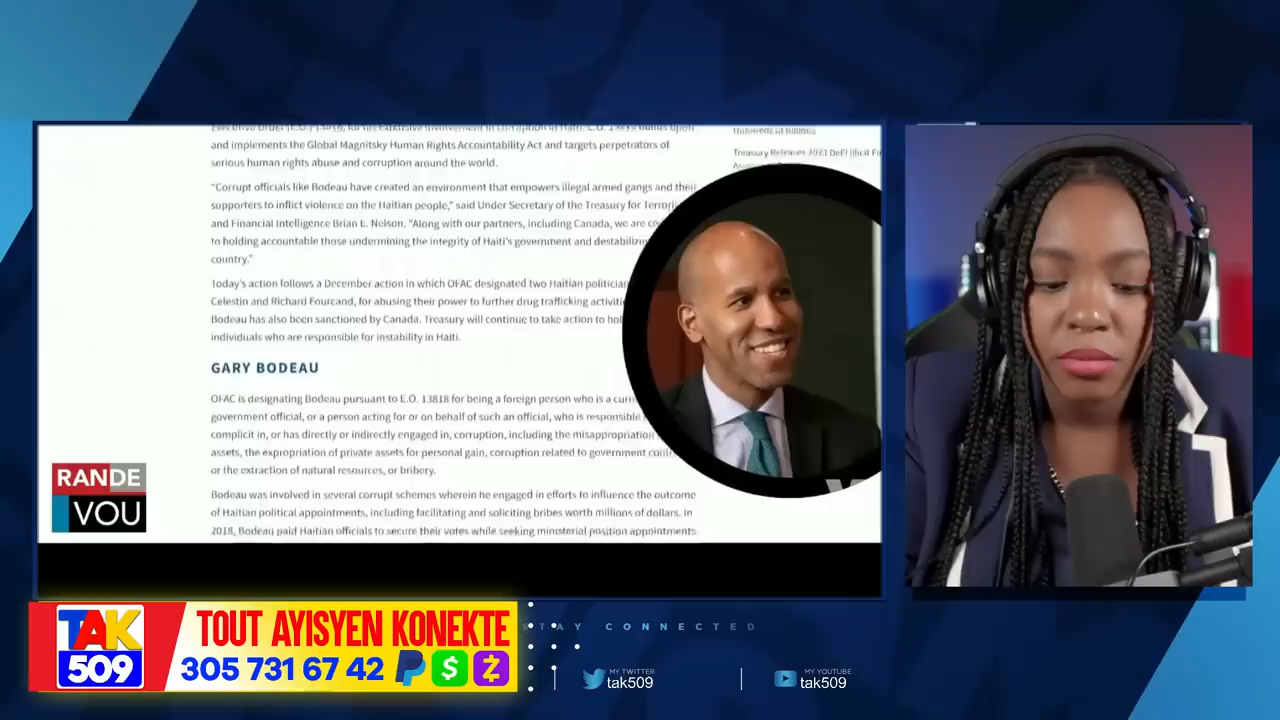 and implements the Global Magnitsky Human Rights Accountability Act and targets perpetrators of
serious human rights abuse and corruption around the world.
"Corrupt officials like Bodeau have created an environment that empowers illegal armed gangs and their
supporters to inflict violence on the Haitian people," said Under Secretary of the Treasury for
and Financial Intelligence Brian E. Nelson. "Along with our partners, including Canada, we are
to holding accountable those undermining the integrity of Haiti's government and
country."
Today's action follows a December action in which OFAC designated two Haitian
Celestin and Richard Fourcand, for abusing their power to further drug trafficking
Bodeau has also been sanctioned by Canada. Treasury will continue to take action to
individuals who are responsible for instability in Haiti.
GARY BODEAU
OFAC is designating Bodeau pursuant to E.O. 13818 for being a foreign person who is a
government official, or a person acting for or on behalf of such an official, who is responsible
complicit in, or has directly or indirectly engaged in, corruption, including the misappropriation
assets, the expropriation of private assets for personal gain, corruption related to government
or the extraction of natural resources, or bribery.
Bodeau was involved in several corrupt schemes wherein he engaged in efforts to influence the outcome
of Haitian political appointments, including facilitating and soliciting bribes worth millions of dollars. In
2018, Bodeau paid Haitian officials to secure their votes while seeking ministerial position appointments
Treasury Releases 2023 DeFi Illicit
RANDE
VOU
TAK
509
TOUT AYISYEN KONEKTE
305 731 67 42
STAY CONNECTED
MY TWITTER
tak509
MY YOUTUBE
tak509